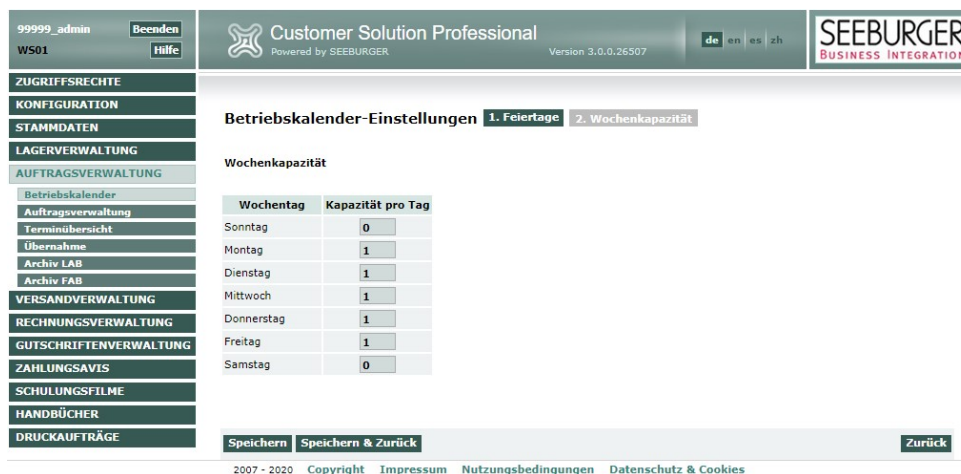 99999_admin Beenden
WS01 Hilfe
Customer Solution Professional
Powered by SEEBURGER Version 3.0.0.26507
de en es zh
SEEBURGER
BUSINESS INTEGRATION
ZUGRIFFSRECHTE
KONFIGURATION
STAMMDATEN
LAGERVERWALTUNG
AUFTRAGSVERWALTUNG
Betriebskalender
Auftragsverwaltung
Terminübersicht
Übernahme
Archiv LAB
Archiv FAB
VERSANDVERWALTUNG
RECHNUNGSVERWALTUNG
GUTSCHRIFTENVERWALTUNG
ZAHLUNGSAVIS
SCHULUNGSFILME
HANDBÜCHER
DRUCKAUFTRÄGE
Betriebskalender-Einstellungen 1. Feiertage 2. Wochenkapazität
Wochenkapazität
Wochentag Kapazität pro Tag
Sonntag 0
Montag 1
Dienstag 1
Mittwoch 1
Donnerstag 1
Freitag 1
Samstag 0
Speichern Speichern & Zurück Zurück
2007 - 2020 Copyright Impressum Nutzungsbedingungen Datenschutz & Cookies